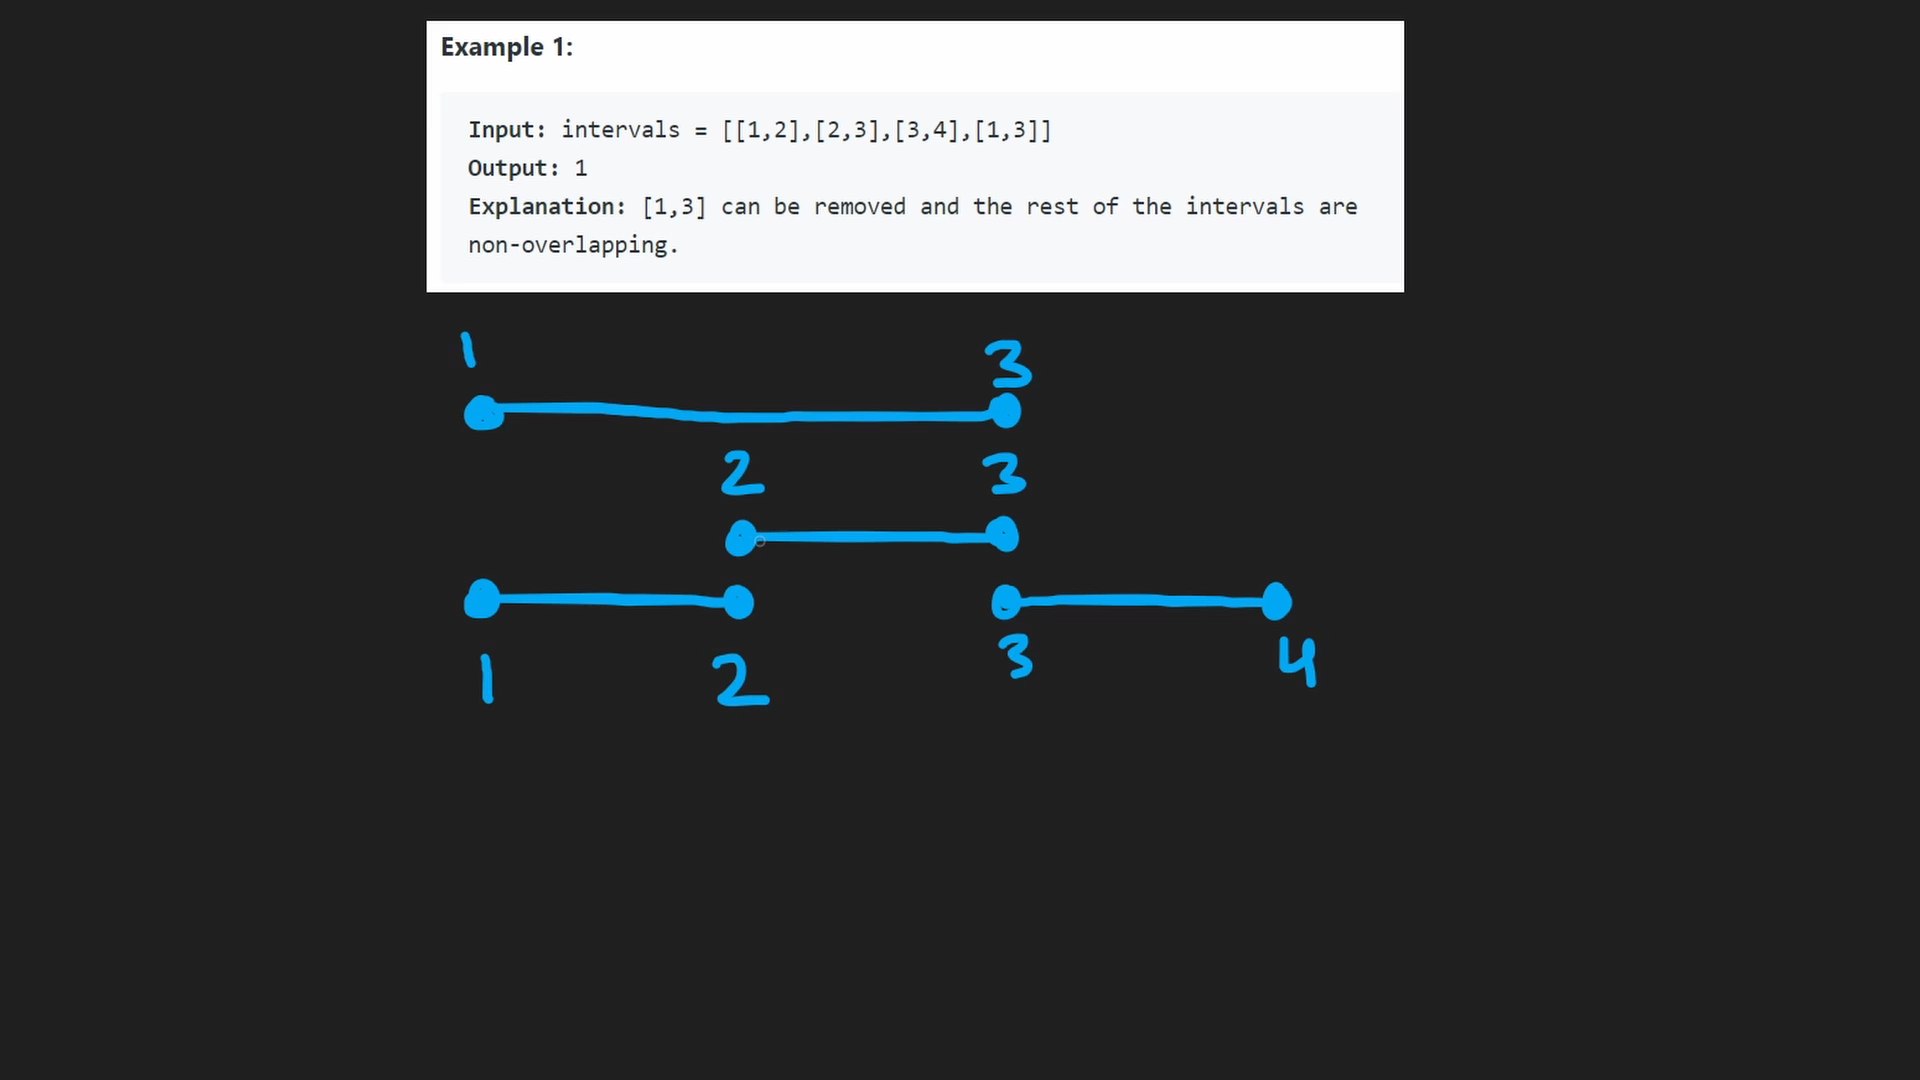 Example 1:
Input: intervals = [[1,2],[2,3],[3,4],[1,3]]
Output: 1
Explanation: [1,3] can be removed and the rest of the intervals are
non-overlapping.
1 3
2 3
1 2 3 4